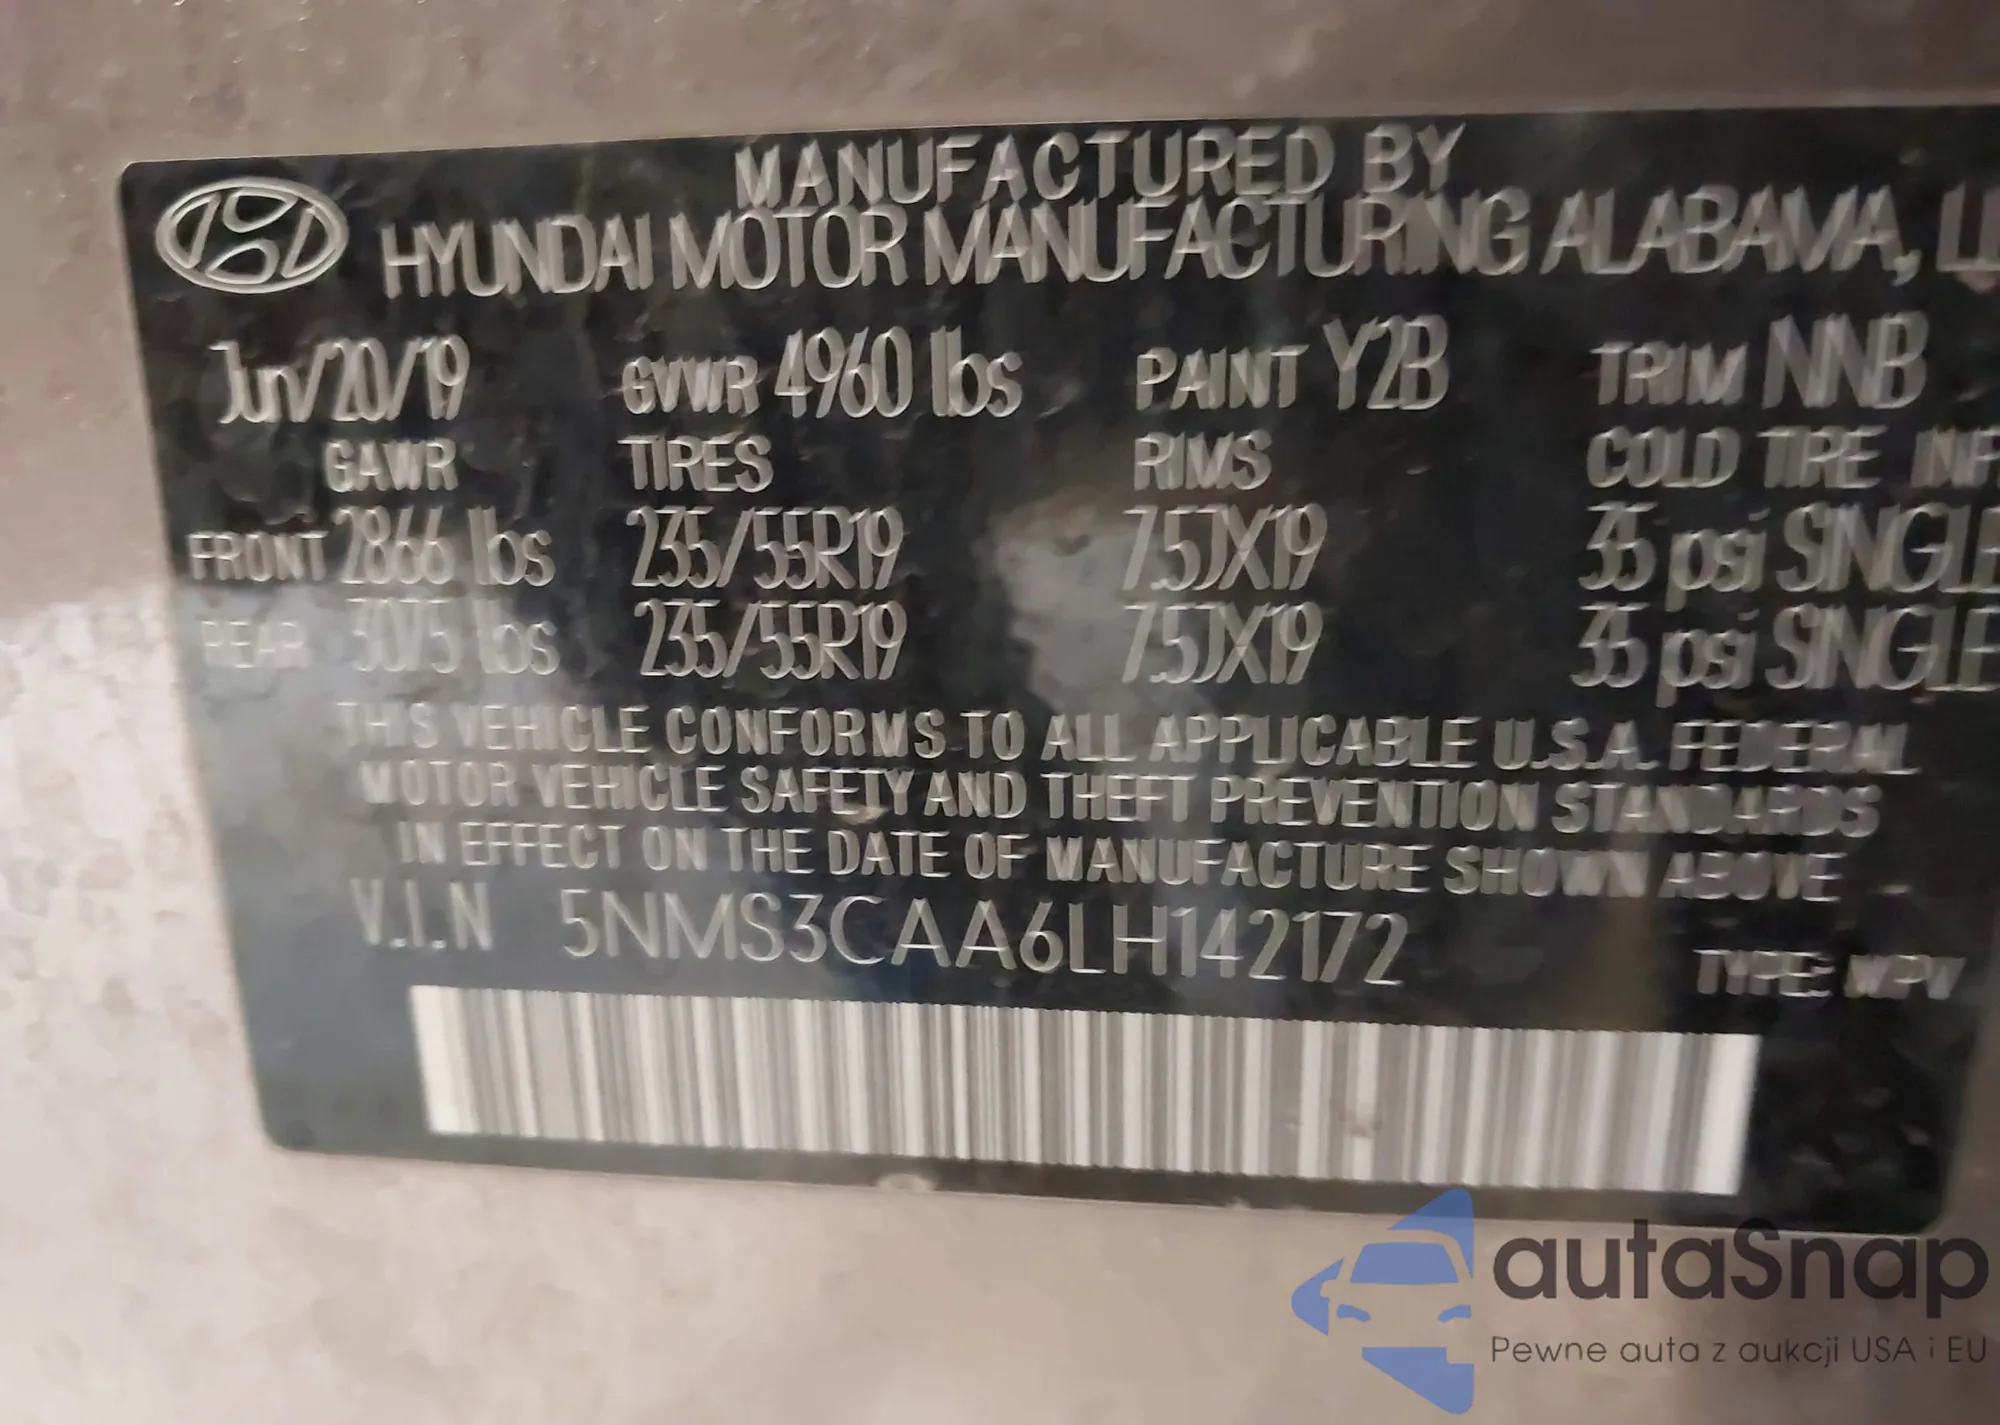 MANUFACTURED BY
HYUNDAI MOTOR MANUFACTURING ALABAMA, LL
Jun/20/19 GVWR 4960 lbs PAINT Y2B TRIM NNB
GAWR TIRES RIMS COLD TIRE INF
FRONT 2866 lbs 235/55R19 7.5JX19 35 psi SINGLE
REAR 3075 lbs 235/55R19 7.5JX19 35 psi SINGLE
THIS VEHICLE CONFORMS TO ALL APPLICABLE U.S.A. FEDERAL
MOTOR VEHICLE SAFETY AND THEFT PREVENTION STANDARDS
IN EFFECT ON THE DATE OF MANUFACTURE SHOWN ABOVE
V.I.N 5NMS3CAA6LH142172 TYPE: MPV
autaSnap
Pewne auta z aukcji USA i EU